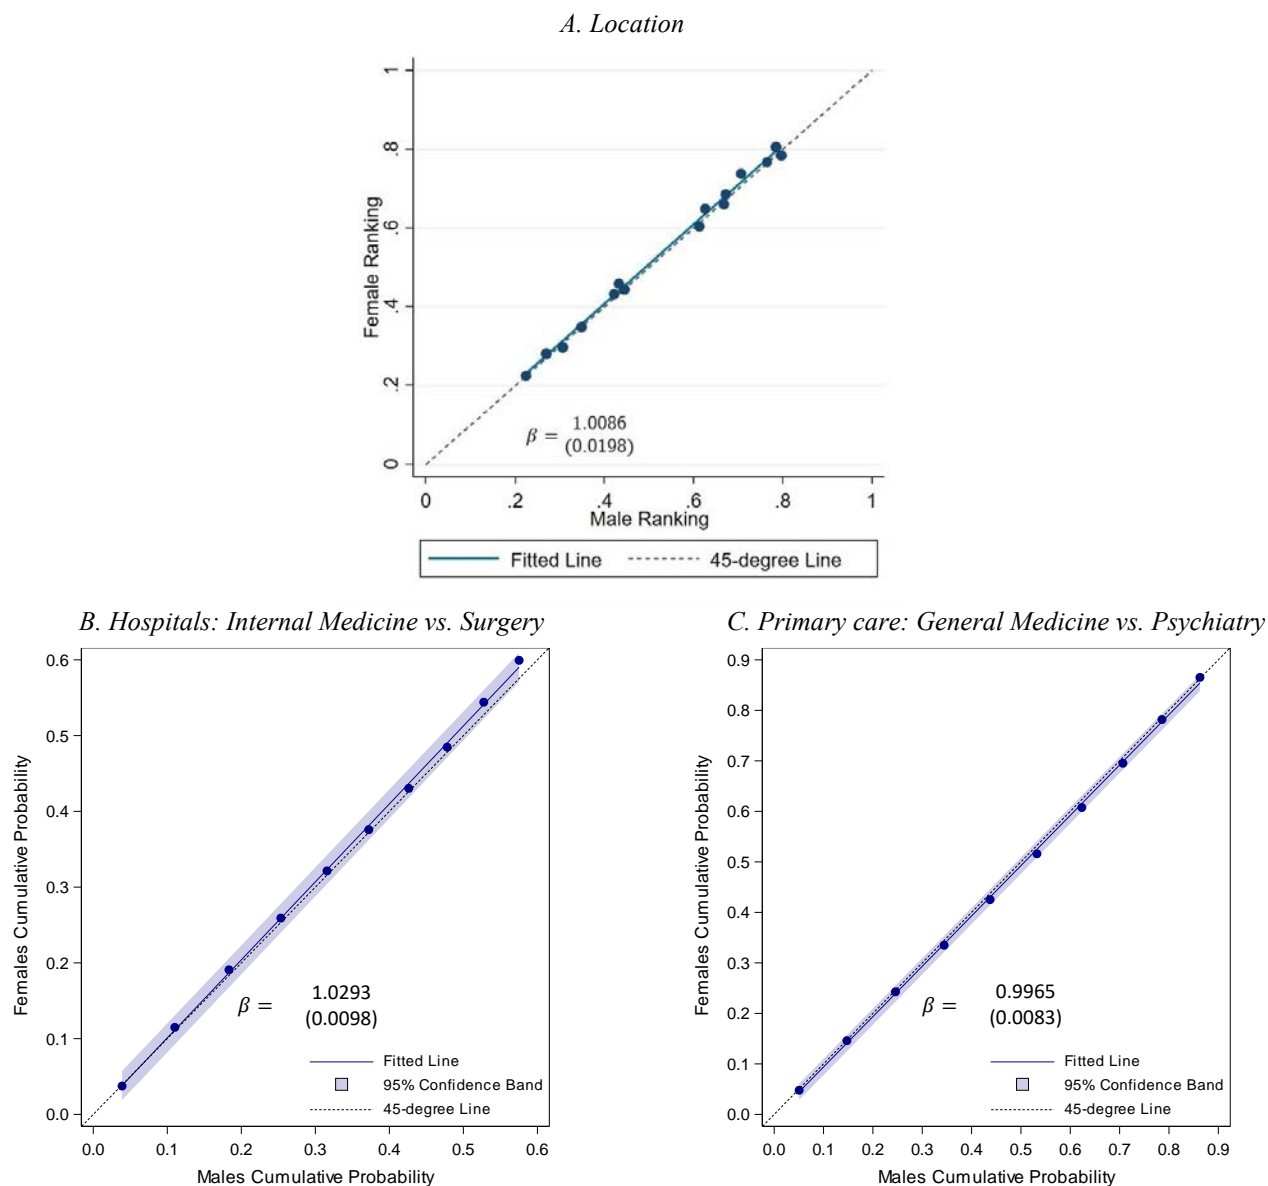 A. Location
1
.8
.6
.4
.2
0
Female Ranking
β = 1.0086
(0.0198)
0 .2 .4 .6 .8 1
Male Ranking
Fitted Line 45-degree Line
B. Hospitals: Internal Medicine vs. Surgery
0.6
0.5
0.4
0.3
0.2
0.1
0.0
Females Cumulative Probability
β = 1.0293
(0.0098)
Fitted Line
95% Confidence Band
45-degree Line
0.0 0.1 0.2 0.3 0.4 0.5 0.6
Males Cumulative Probability
C. Primary care: General Medicine vs. Psychiatry
0.9
0.8
0.7
0.6
0.5
0.4
0.3
0.2
0.1
0.0
Females Cumulative Probability
β = 0.9965
(0.0083)
Fitted Line
95% Confidence Band
45-degree Line
0.0 0.1 0.2 0.3 0.4 0.5 0.6 0.7 0.8 0.9
Males Cumulative Probability